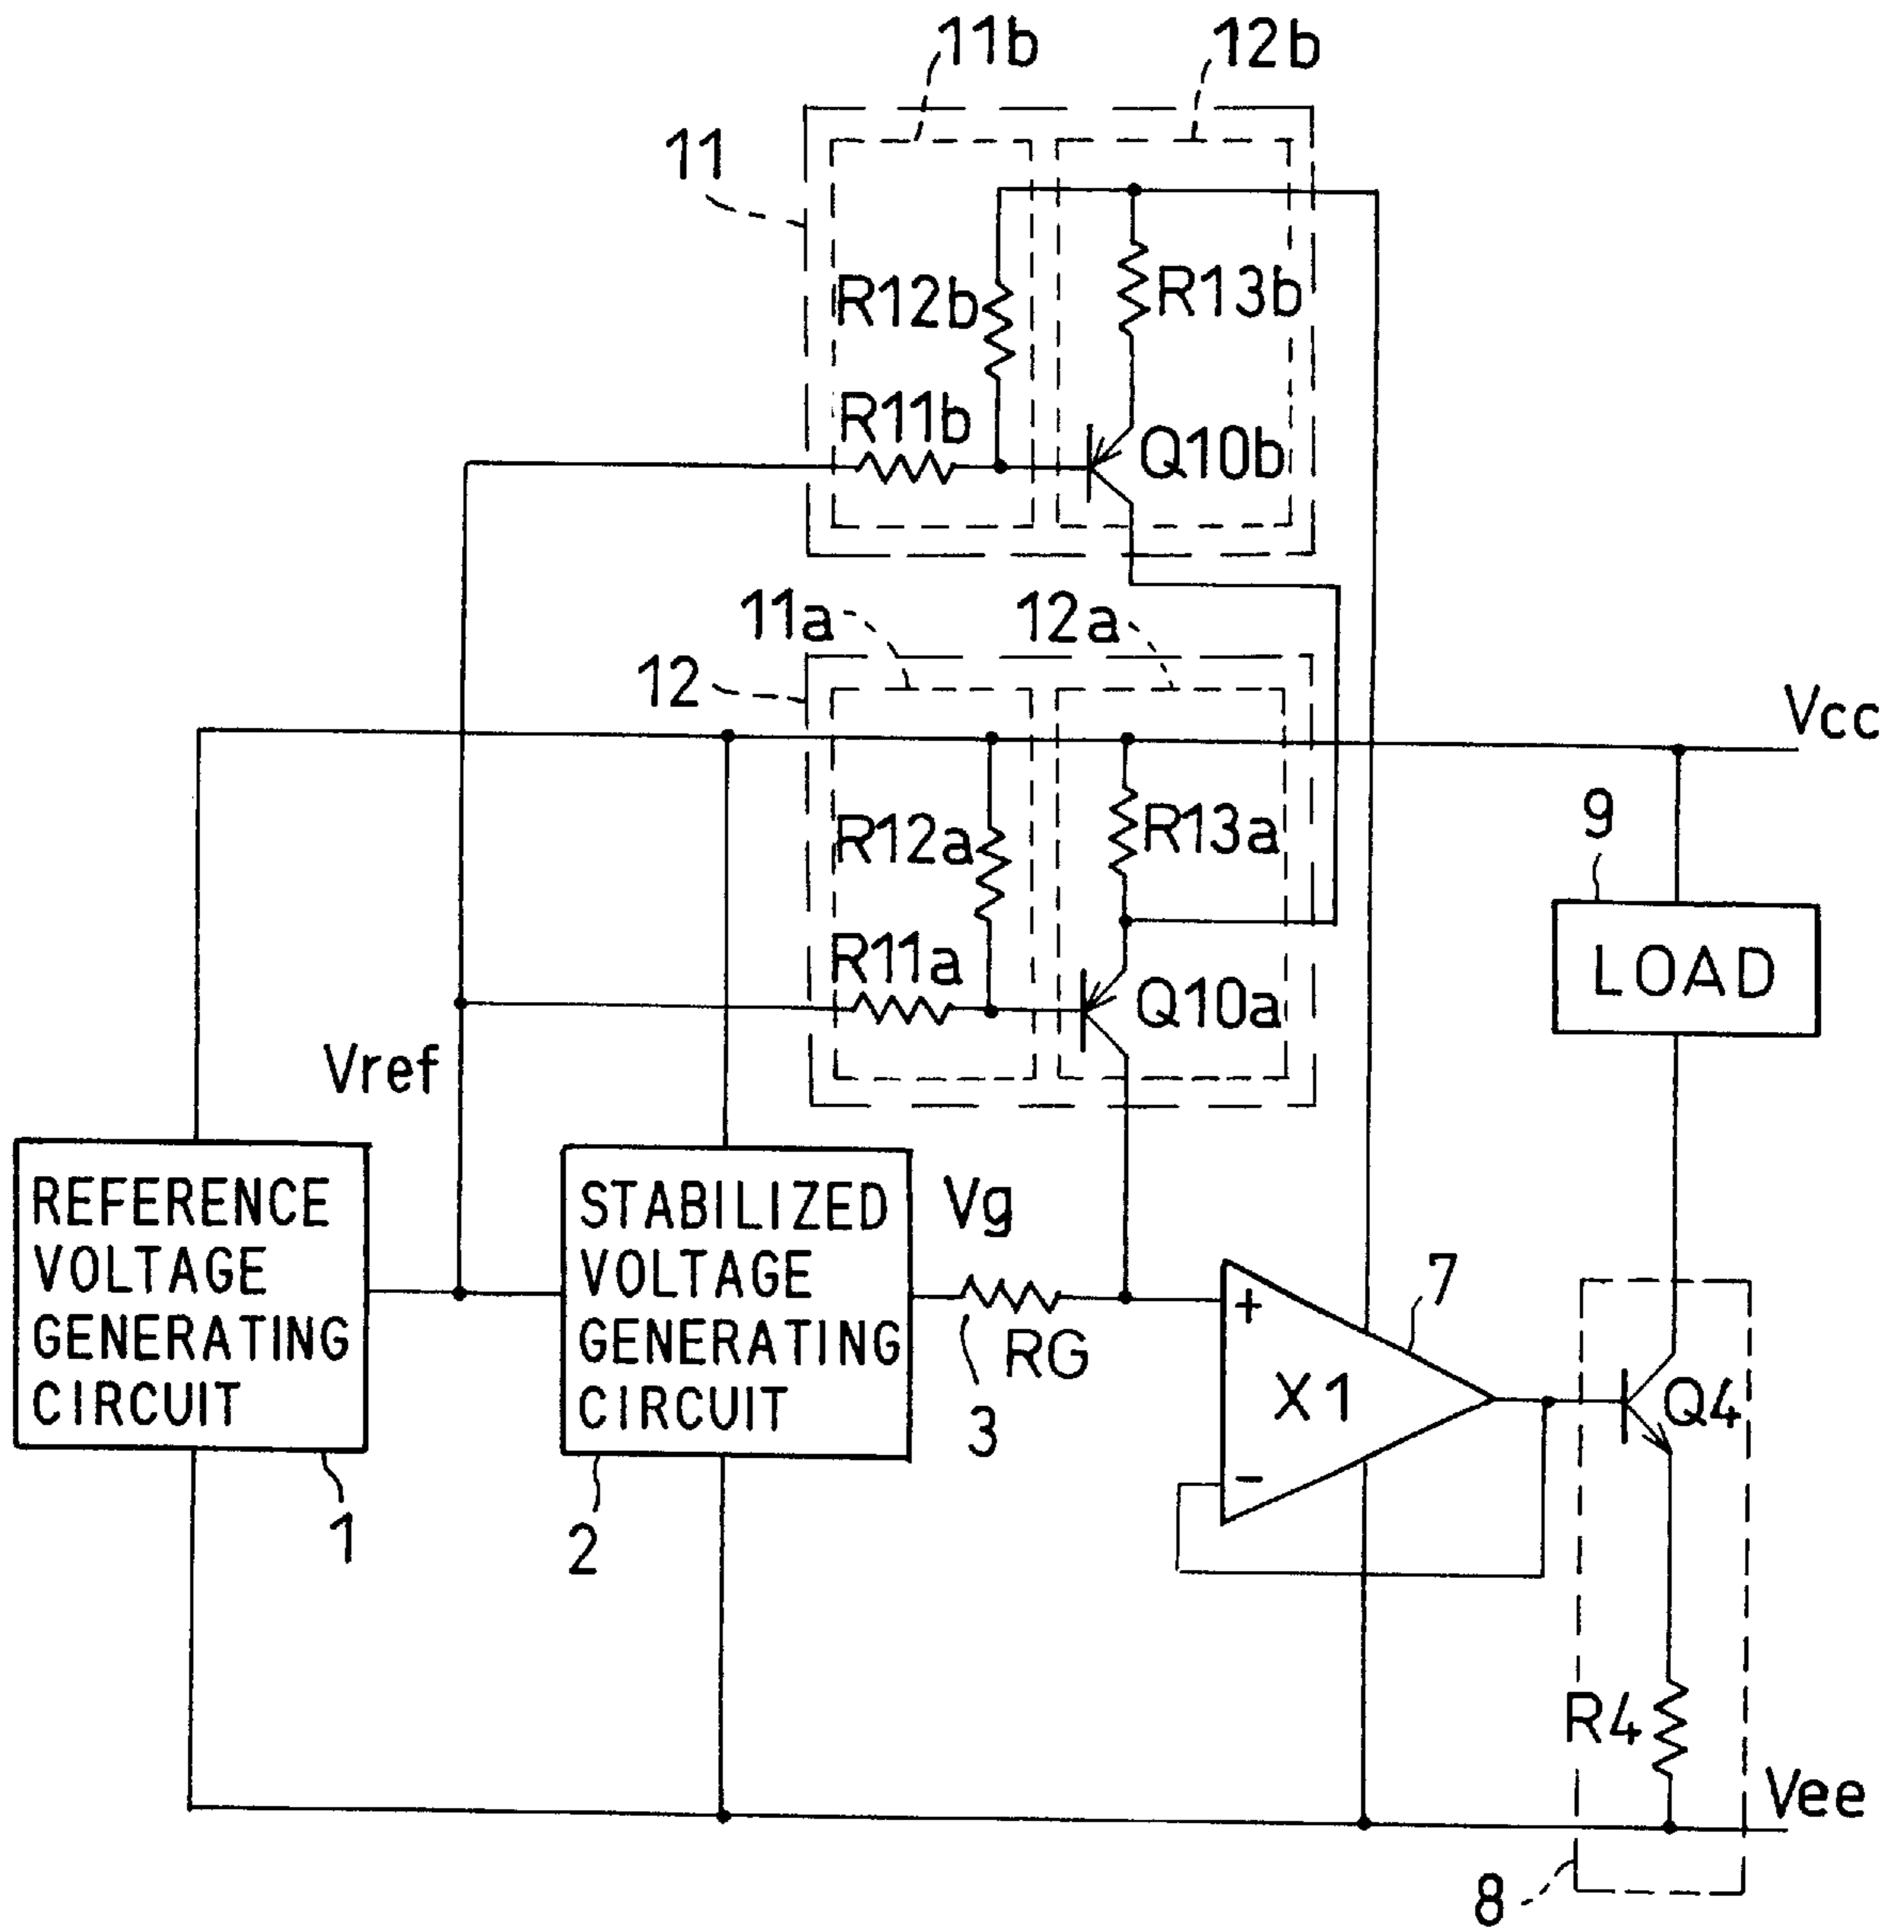 11b
12b
11
R12b
R13b
R11b
Q10b
11a
12a
12
Vcc
R12a
R13a
9
LOAD
R11a
Q10a
Vref
REFERENCE
VOLTAGE
GENERATING
CIRCUIT
STABILIZED
VOLTAGE
GENERATING
CIRCUIT
Vg
RG
3
+
X1
-
7
Q4
1
2
R4
Vee
8